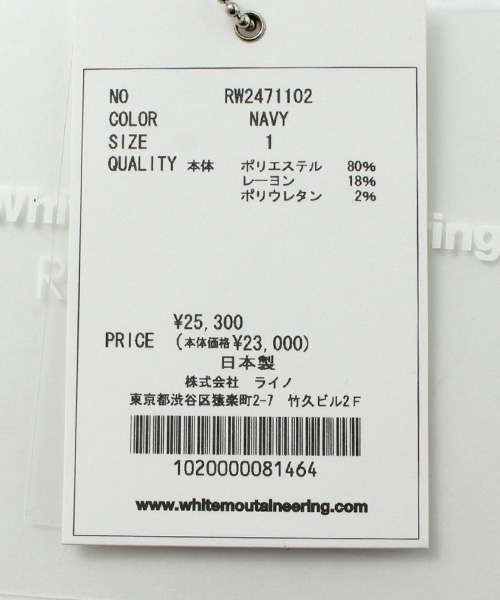 NO RW2471102
COLOR NAVY
SIZE 1
QUALITY 本体 ポリエステル 80%
レーヨン 18%
ポリウレタン 2%
¥25,300
PRICE (本体価格¥23,000)
日本製
株式会社 ライノ
東京都渋谷区猿楽町2-7 竹久ビル2F
1020000081464
www.whitemoutaineering.com